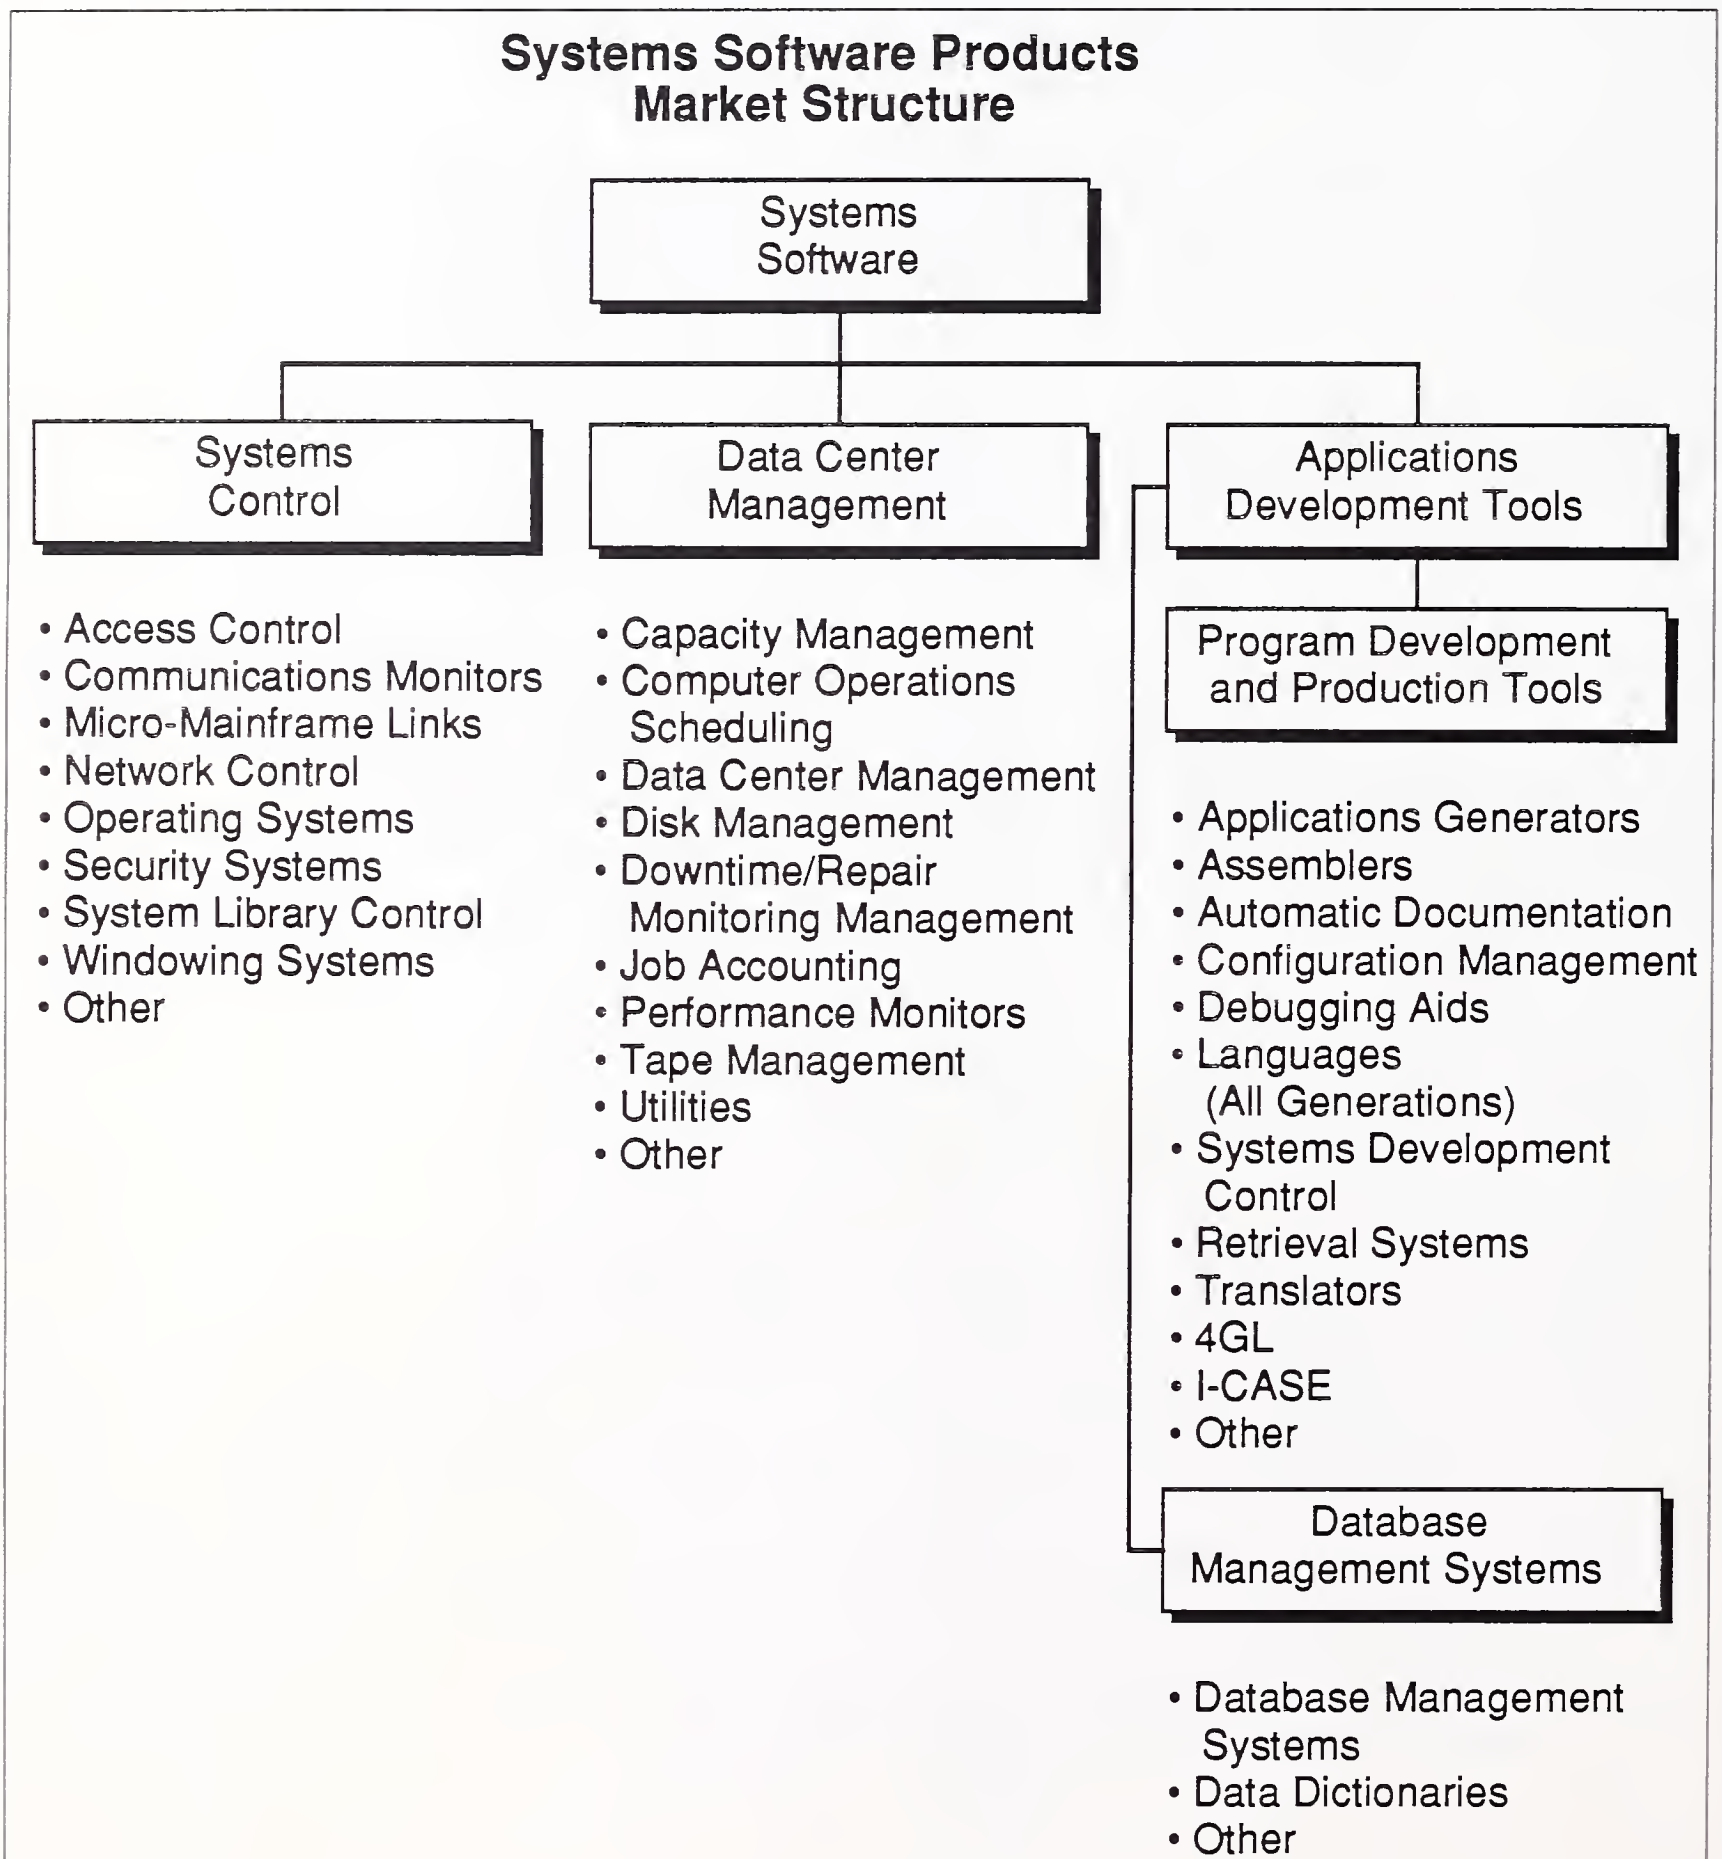 Systems Software Products
Market Structure
Systems
Software
Systems
Control
• Access Control
• Communications Monitors
• Micro-Mainframe Links
• Network Control
• Operating Systems
• Security Systems
• System Library Control
• Windowing Systems
• Other
Data Center
Management
• Capacity Management
• Computer Operations
Scheduling
• Data Center Management
• Disk Management
• Downtime/Repair
Monitoring Management
• Job Accounting
• Performance Monitors
• Tape Management
• Utilities
• Other
Applications
Development Tools
Program Development
and Production Tools
• Applications Generators
• Assemblers
• Automatic Documentation
• Configuration Management
• Debugging Aids
• Languages
(All Generations)
• Systems Development
Control
• Retrieval Systems
• Translators
• 4GL
• I-CASE
• Other
Database
Management Systems
• Database Management
Systems
• Data Dictionaries
• Other